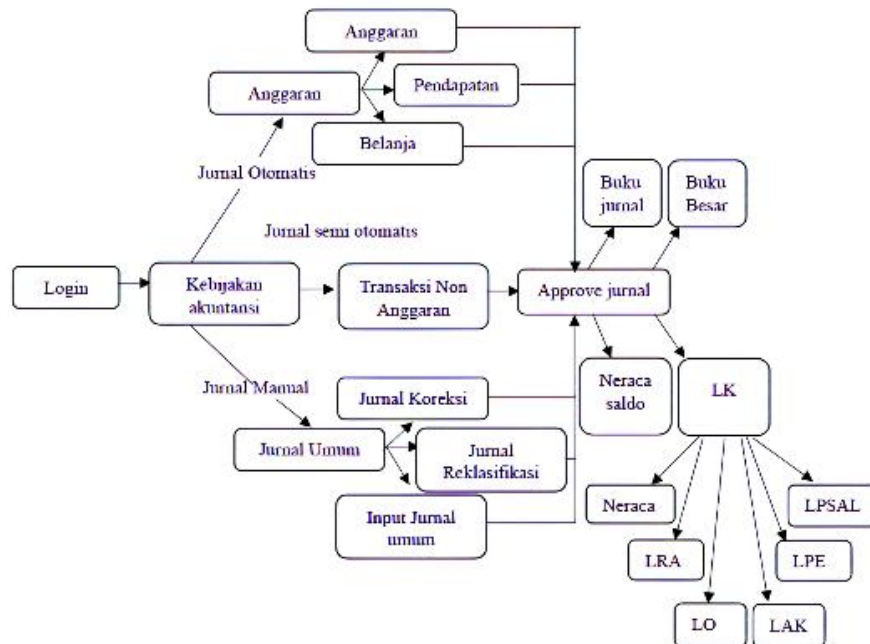 Anggaran
Anggaran
Pendapatan
Belanja
Jurnal Otomatis
Buku
jurnal
Buku
Besar
Jurnal semi otomatis
Login
Kebijakan
akuntansi
Transaksi Non
Anggaran
Approve jurnal
Jurnal Manual
Jurnal Koreksi
Neraca
saldo
LK
Jurnal Umum
Jurnal
Reklasifikasi
Input Jurnal
umum
Neraca
LPSAL
LRA
LPE
LO
LAK